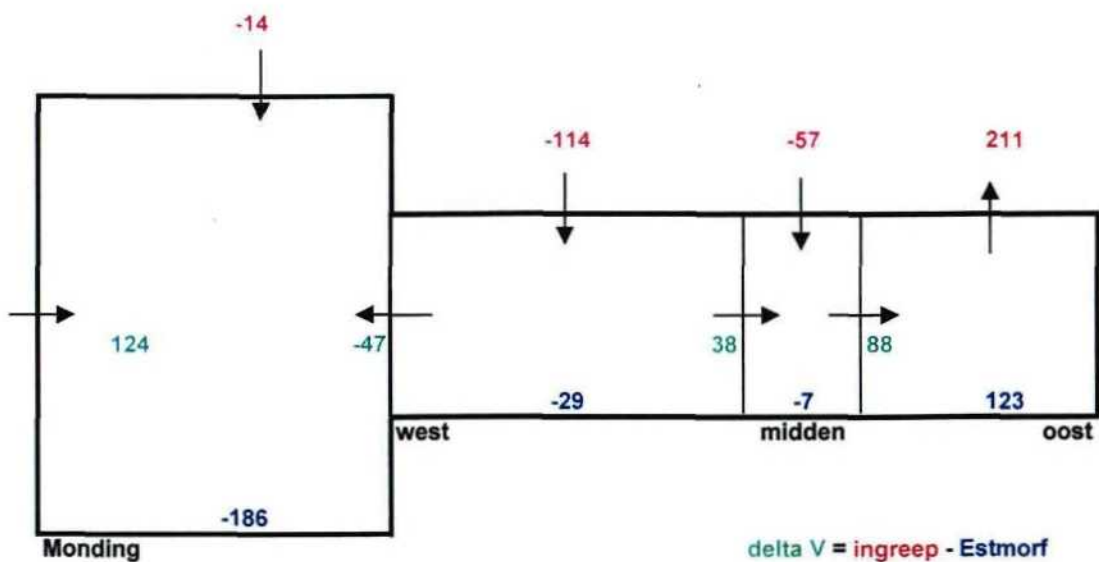 -14
-114 -57 211
124 -47 38 88
-29 -7 123
west midden oost
-186
Monding
delta V = ingreep - Estmorf